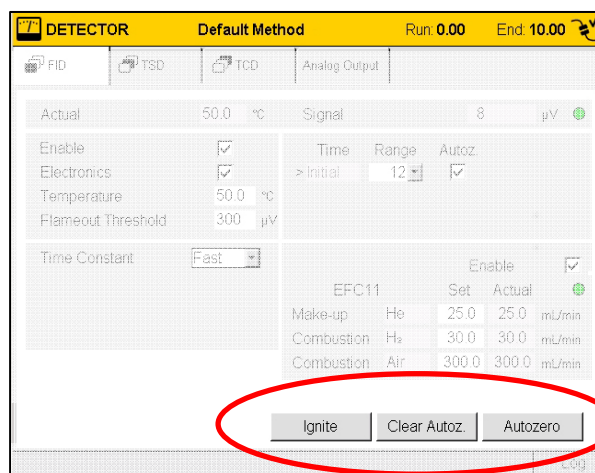 DETECTOR Default Method Run: 0.00 End: 10.00
FID TSD TCD Analog Output
Actual 50.0 °C Signal 8 µV
Enable Time Range Autoz.
Electronics > Initial 12
Temperature 50.0 °C
Flameout Threshold 300 µV
Time Constant Fast Enable
EFC11 Set Actual
Make-up He 25.0 25.0 mL/min
Combustion H₂ 30.0 30.0 mL/min
Combustion Air 300.0 300.0 mL/min
Ignite Clear Autoz. Autozero
Log